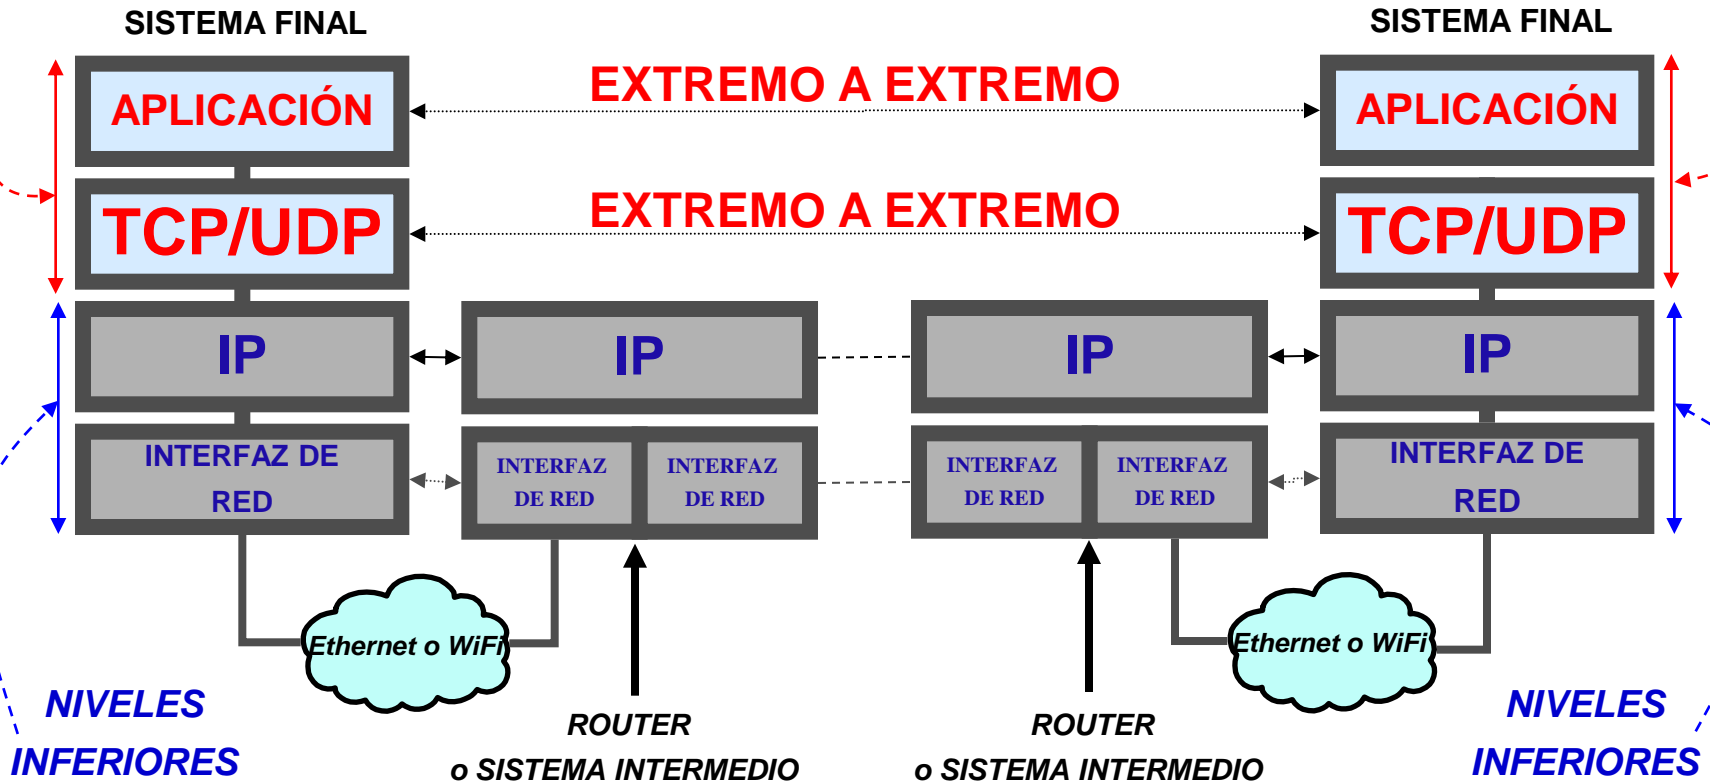 SISTEMA FINAL
SISTEMA FINAL
EXTREMO A EXTREMO
APLICACIÓN
APLICACIÓN
EXTREMO A EXTREMO
TCP/UDP
TCP/UDP
IP
IP
IP
IP
INTERFAZ DE
RED
INTERFAZ
DE RED
INTERFAZ
DE RED
INTERFAZ
DE RED
INTERFAZ
DE RED
INTERFAZ DE
RED
Ethernet o WiFi
Ethernet o WiFi
NIVELES
INFERIORES
ROUTER
o SISTEMA INTERMEDIO
ROUTER
o SISTEMA INTERMEDIO
NIVELES
INFERIORES